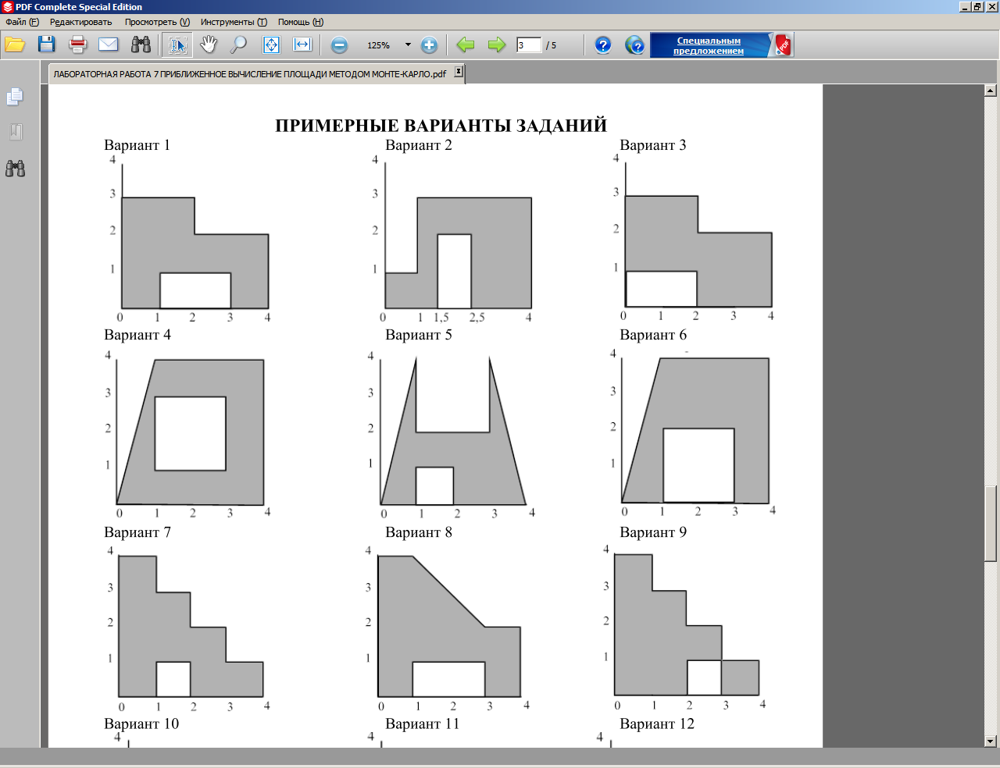 PDF Complete Special Edition
Файл (F) Редактировать Просмотреть (V) Инструменты (T) Помощь (H)
125% 3 / 5 Специальным предложением PDF
ЛАБОРАТОРНАЯ РАБОТА 7 ПРИБЛИЖЕННОЕ ВЫЧИСЛЕНИЕ ПЛОЩАДИ МЕТОДОМ МОНТЕ-КАРЛО.pdf
ПРИМЕРНЫЕ ВАРИАНТЫ ЗАДАНИЙ
Вариант 1 Вариант 2 Вариант 3
4 4 4
3 3 3
2 2 2
1 1 1
0 1 2 3 4 0 1 1,5 2,5 4 0 1 2 3 4
Вариант 4 Вариант 5 Вариант 6
4 4 4
3 3 3
2 2 2
1 1 1
0 1 2 3 4 0 1 2 3 4 0 1 2 3 4
Вариант 7 Вариант 8 Вариант 9
4 4 4
3 3 3
2 2 2
1 1 1
0 1 2 3 4 0 1 2 3 4 0 1 2 3 4
Вариант 10 Вариант 11 Вариант 12
4 4 4